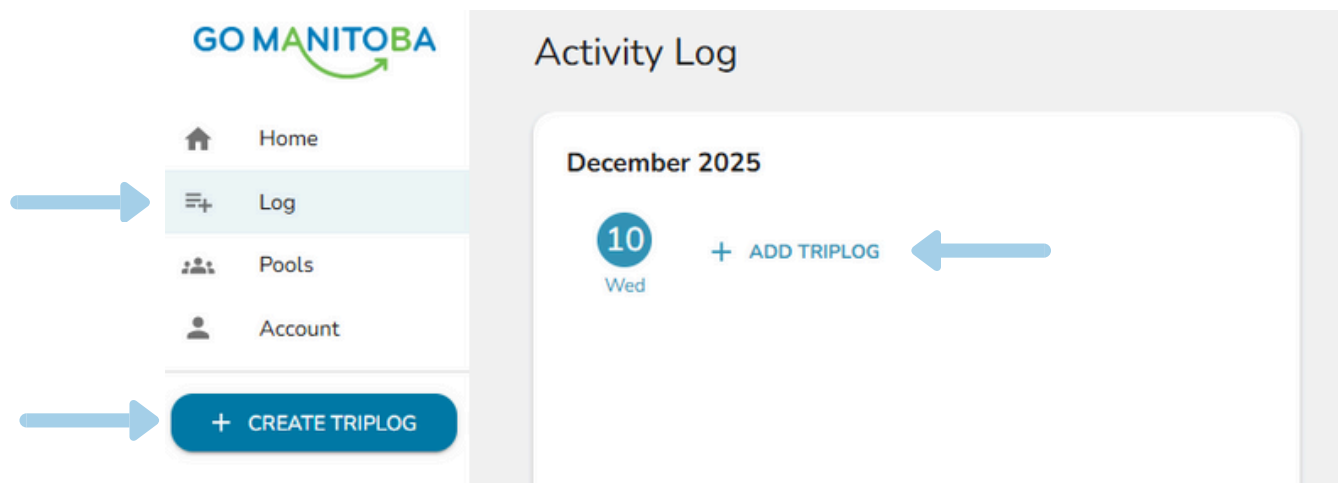 GO MANITOBA
Home
Log
Pools
Account
+ CREATE TRIPLOG
Activity Log
December 2025
10
Wed
+ ADD TRIPLOG